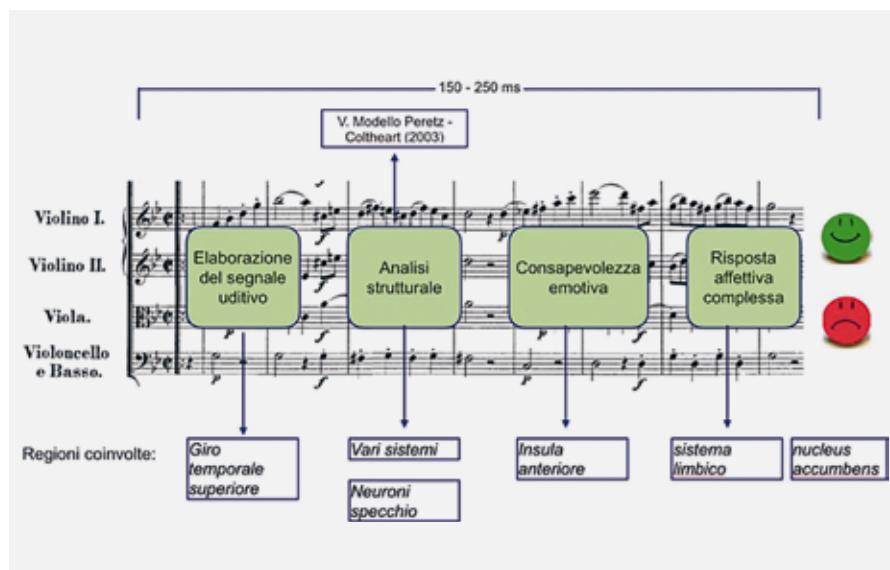 150 - 250 ms
V. Modello Peretz -
Coltheart (2003)
Violino I.
Violino II.
Viola.
Violoncello
e Basso.
Elaborazione
del segnale
uditivo
Analisi
strutturale
Consapevolezza
emotiva
Risposta
affettiva
complessa
f
f
f
f
p
f
f
p
p
f
f
p
f
Regioni coinvolte:
Giro
temporale
superiore
Vari sistemi
Neuroni
specchio
Insula
anteriore
sistema
limbico
nucleus
accumbens